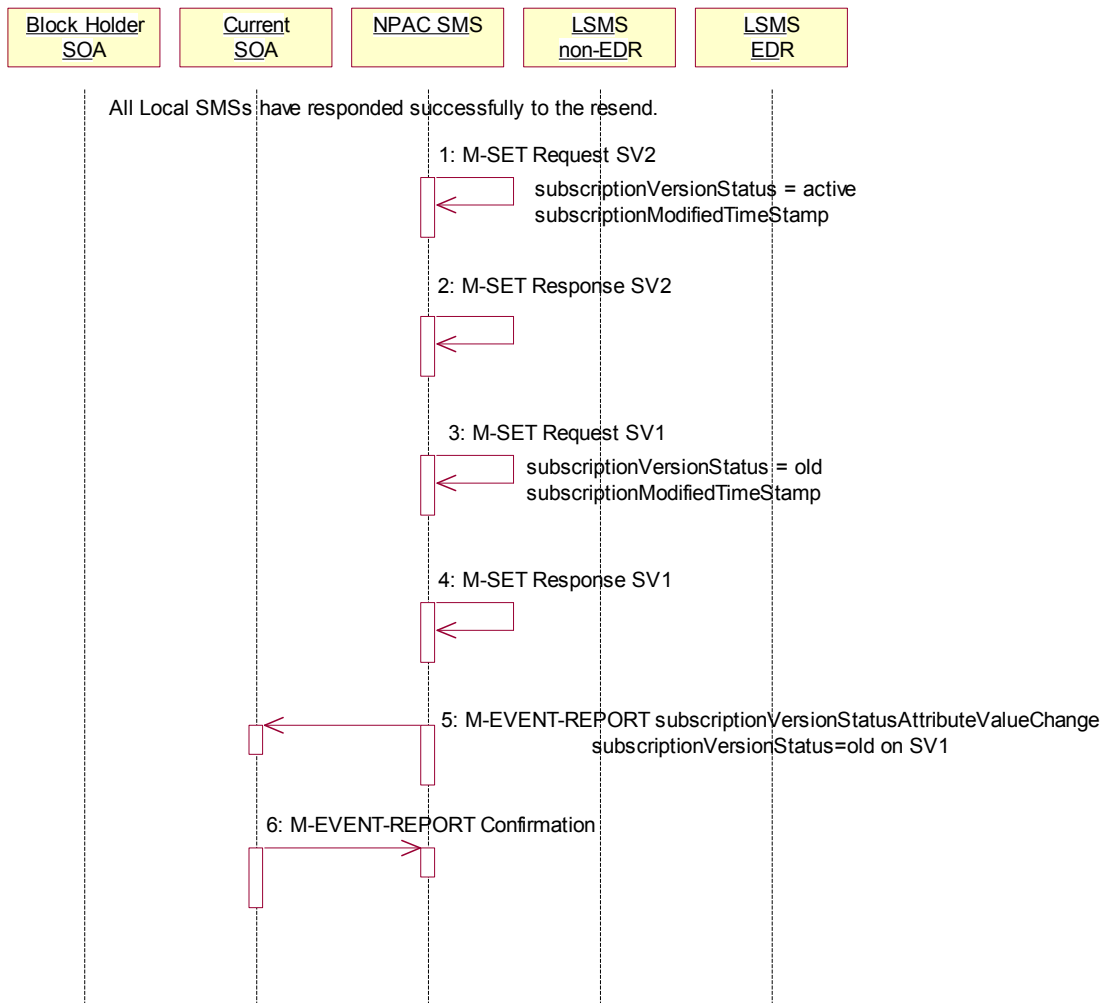 Block Holder
SOA
Current
SOA
NPAC SMS
LSMS
non-EDR
LSMS
EDR
All Local SMSs have responded successfully to the resend.
1: M-SET Request SV2
subscriptionVersionStatus = active
subscriptionModifiedTimeStamp
2: M-SET Response SV2
3: M-SET Request SV1
subscriptionVersionStatus = old
subscriptionModifiedTimeStamp
4: M-SET Response SV1
5: M-EVENT-REPORT subscriptionVersionStatusAttributeValueChange
subscriptionVersionStatus=old on SV1
6: M-EVENT-REPORT Confirmation